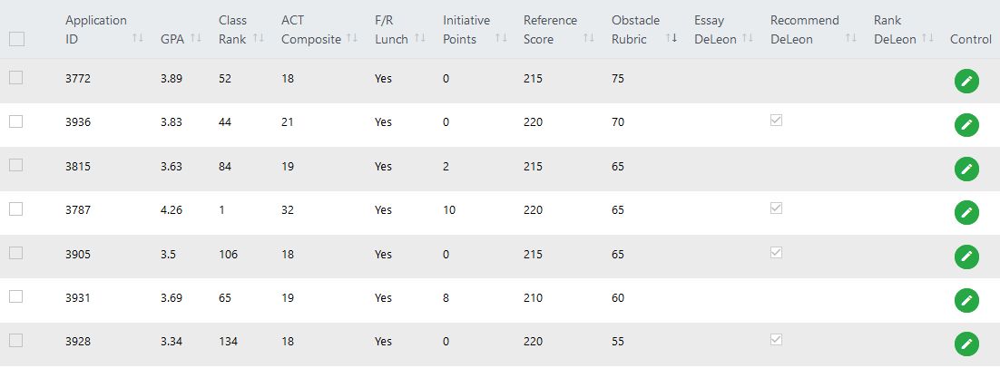 Application ID GPA Class Rank ACT Composite F/R Lunch Initiative Points Reference Score Obstacle Rubric Essay DeLeon Recommend DeLeon Rank DeLeon Control
3772 3.89 52 18 Yes 0 215 75
3936 3.83 44 21 Yes 0 220 70
3815 3.63 84 19 Yes 2 215 65
3787 4.26 1 32 Yes 10 220 65
3905 3.5 106 18 Yes 0 215 65
3931 3.69 65 19 Yes 8 210 60
3928 3.34 134 18 Yes 0 220 55